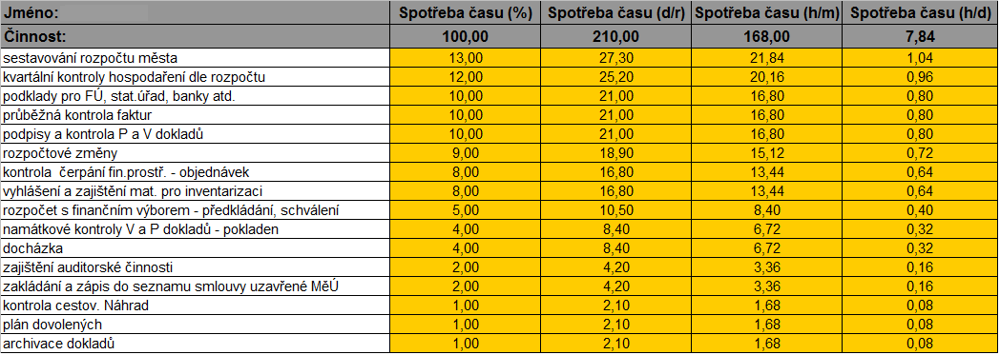 Jméno: Spotřeba času (%) Spotřeba času (d/r) Spotřeba času (h/m) Spotřeba času (h/d)
Činnost: 100,00 210,00 168,00 7,84
sestavování rozpočtu města 13,00 27,30 21,84 1,04
kvartální kontroly hospodaření dle rozpočtu 12,00 25,20 20,16 0,96
podklady pro FÚ, stat.úřad, banky atd. 10,00 21,00 16,80 0,80
průběžná kontrola faktur 10,00 21,00 16,80 0,80
podpisy a kontrola P a V dokladů 10,00 21,00 16,80 0,80
rozpočtové změny 9,00 18,90 15,12 0,72
kontrola  čerpání fin.prostř. - objednávek 8,00 16,80 13,44 0,64
vyhlášení a zajištění mat. pro inventarizaci 8,00 16,80 13,44 0,64
rozpočet s finančním výborem - předkládání, schválení 5,00 10,50 8,40 0,40
namátkové kontroly V a P dokladů - pokladen 4,00 8,40 6,72 0,32
docházka 4,00 8,40 6,72 0,32
zajištění auditorské činnosti 2,00 4,20 3,36 0,16
zakládání a zápis do seznamu smlouvy uzavřené MěÚ 2,00 4,20 3,36 0,16
kontrola cestov. Náhrad 1,00 2,10 1,68 0,08
plán dovolených 1,00 2,10 1,68 0,08
archivace dokladů 1,00 2,10 1,68 0,08